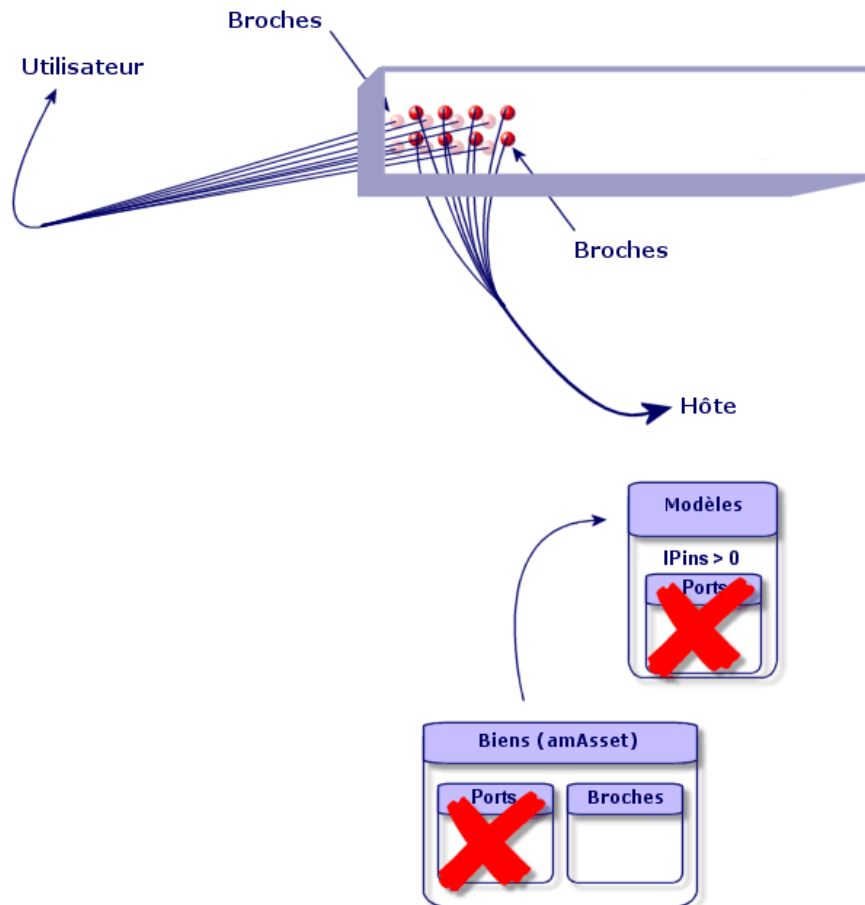 Broches
Utilisateur
Broches
Hôte
Modèles
lPins > 0
Ports
Biens (amAsset)
Ports
Broches